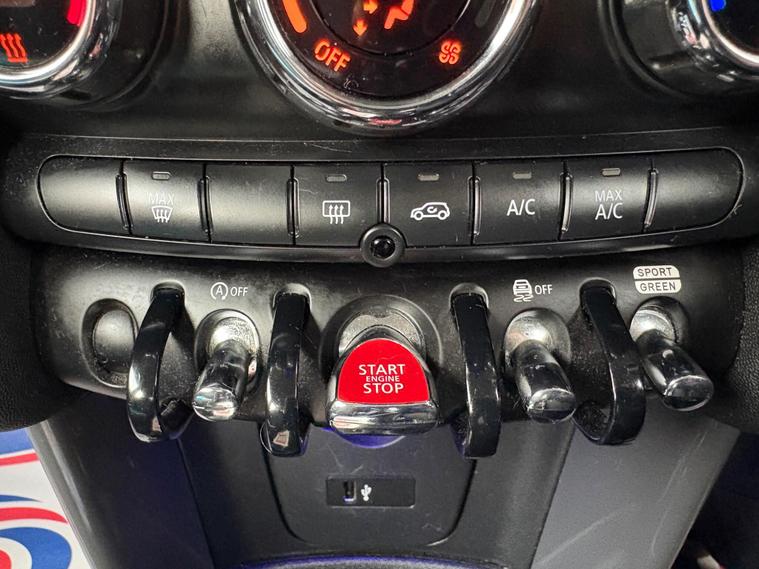 OFF
MAX
A/C
MAX
A/C
A OFF
OFF
SPORT
GREEN
START
ENGINE
STOP